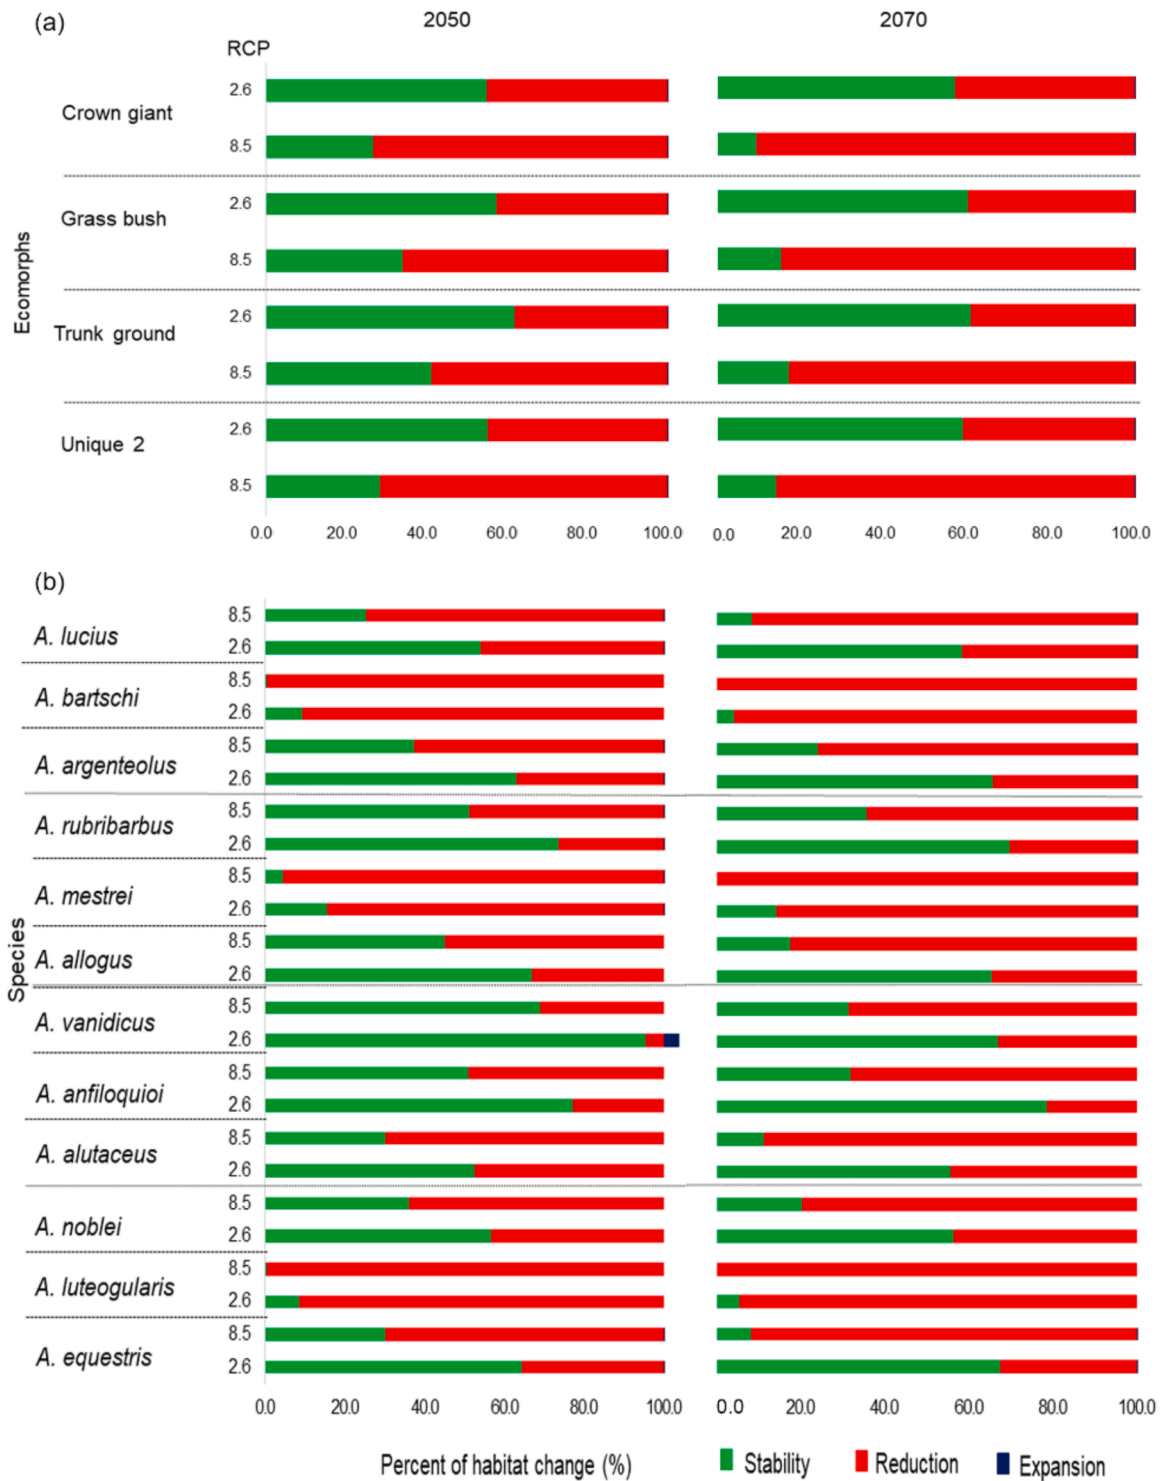 (a) 2050 2070
RCP
Crown giant
2.6
8.5
Grass bush
2.6
8.5
Ecomorphs
Trunk ground
2.6
8.5
Unique 2
2.6
8.5
0.0 20.0 40.0 60.0 80.0 100.0 0.0 20.0 40.0 60.0 80.0 100.0
(b)
A. lucius
8.5
2.6
A. bartschi
8.5
2.6
A. argenteolus
8.5
2.6
A. rubribarbus
8.5
2.6
A. mestrei
8.5
2.6
Species
A. allogus
8.5
2.6
A. vanidicus
8.5
2.6
A. anfiloquioi
8.5
2.6
A. alutaceus
8.5
2.6
A. noblei
8.5
2.6
A. luteogularis
8.5
2.6
A. equestris
8.5
2.6
0.0 20.0 40.0 60.0 80.0 100.0 0.0 20.0 40.0 60.0 80.0 100.0
Percent of habitat change (%) Stability Reduction Expansion